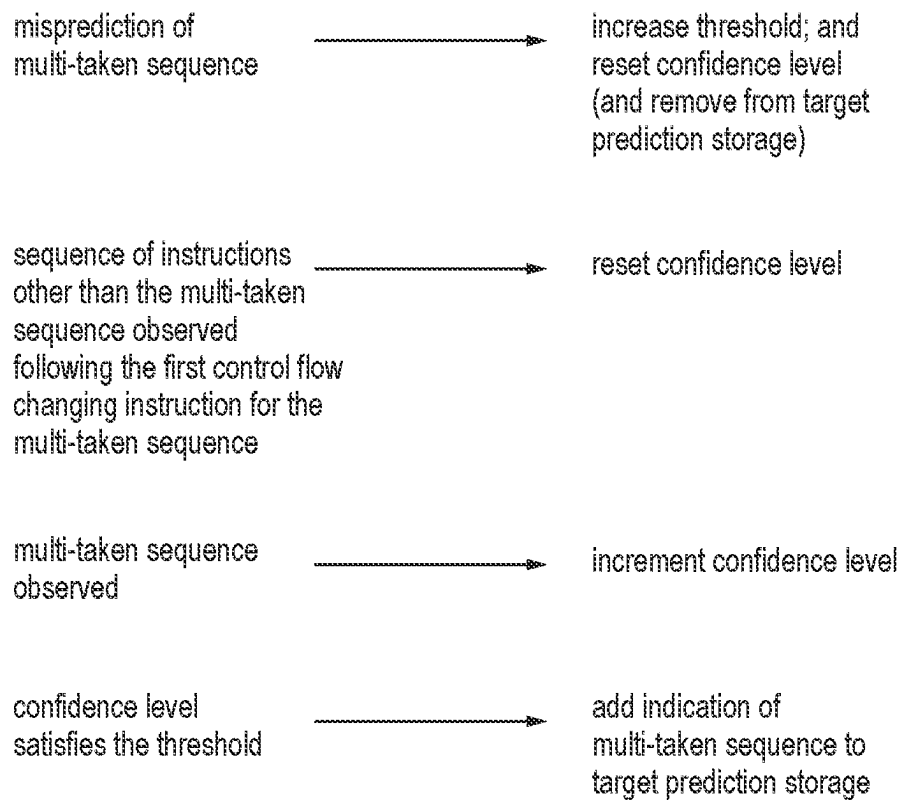 misprediction of
multi-taken sequence
increase threshold; and
reset confidence level
(and remove from target
prediction storage)
sequence of instructions
other than the multi-taken
sequence observed
following the first control flow
changing instruction for the
multi-taken sequence
reset confidence level
multi-taken sequence
observed
increment confidence level
confidence level
satisfies the threshold
add indication of
multi-taken sequence to
target prediction storage